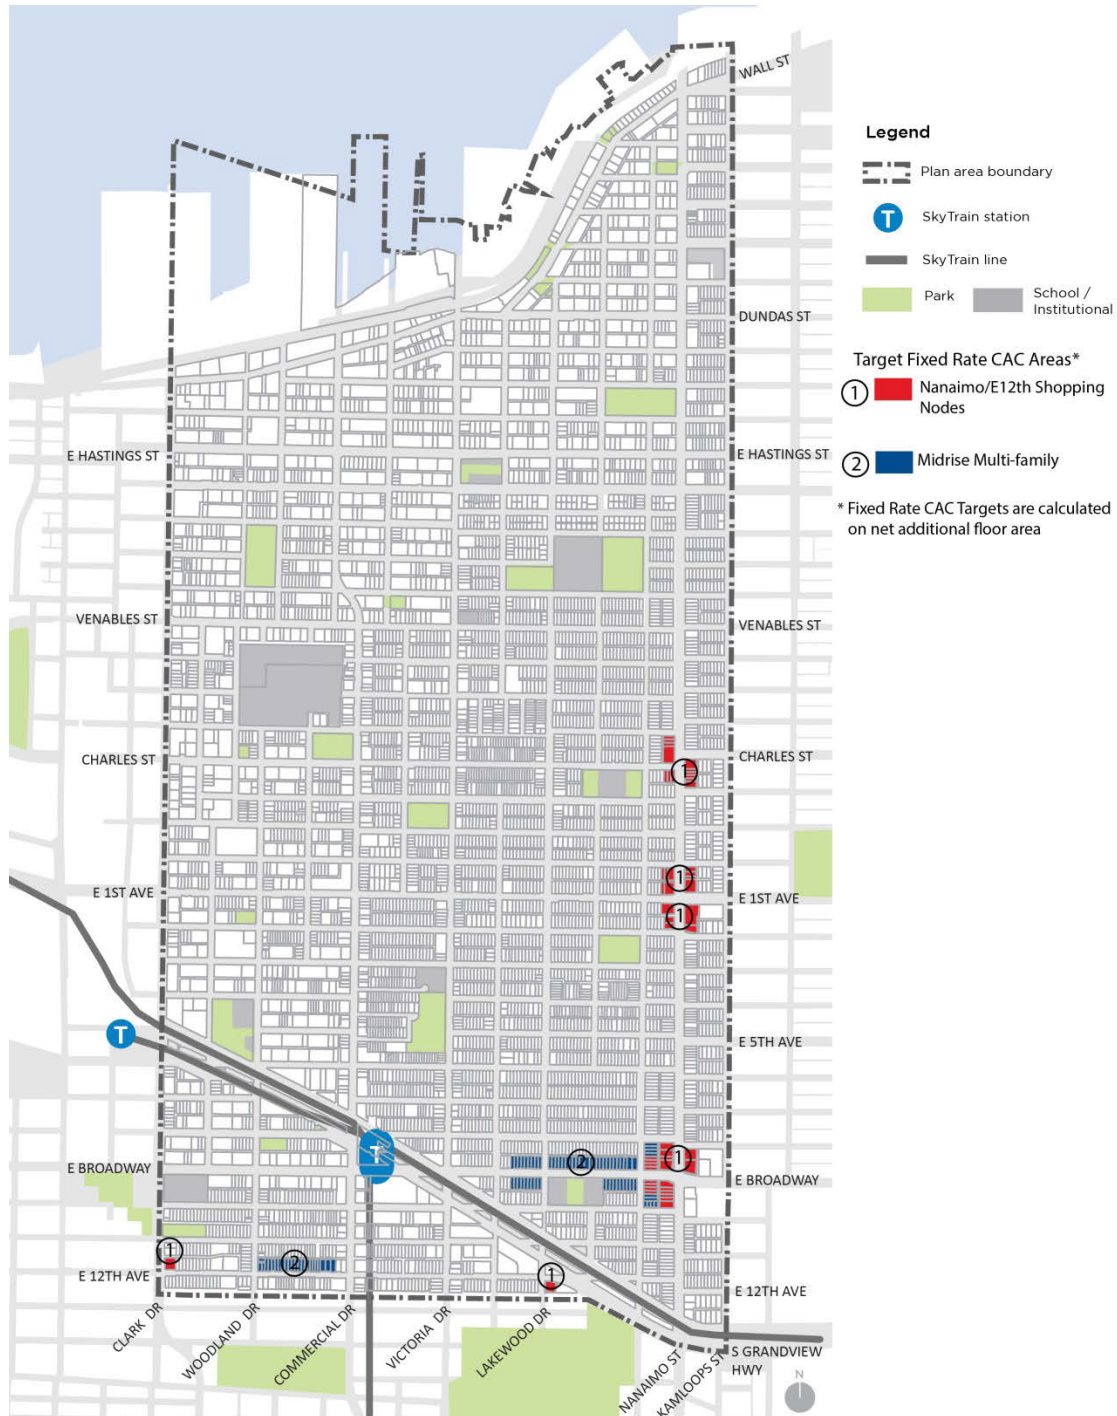 WALL ST
Legend
Plan area boundary
T
SkyTrain station
SkyTrain line
Park
School /
Institutional
DUNDAS ST
Target Fixed Rate CAC Areas*
1
Nanaimo/E12th Shopping
Nodes
E HASTINGS ST
E HASTINGS ST
2
Midrise Multi-family
* Fixed Rate CAC Targets are calculated
on net additional floor area
VENABLES ST
VENABLES ST
CHARLES ST
CHARLES ST
1
1
E 1ST AVE
E 1ST AVE
1
T
E 5TH AVE
T
E BROADWAY
2
1
E BROADWAY
1
2
1
E 12TH AVE
E 12TH AVE
CLARK DR
WOODLAND DR
COMMERCIAL DR
VICTORIA DR
LAKEWOOD DR
NANAIMO ST
KAMLOOPS ST
S GRANDVIEW
HWY
N